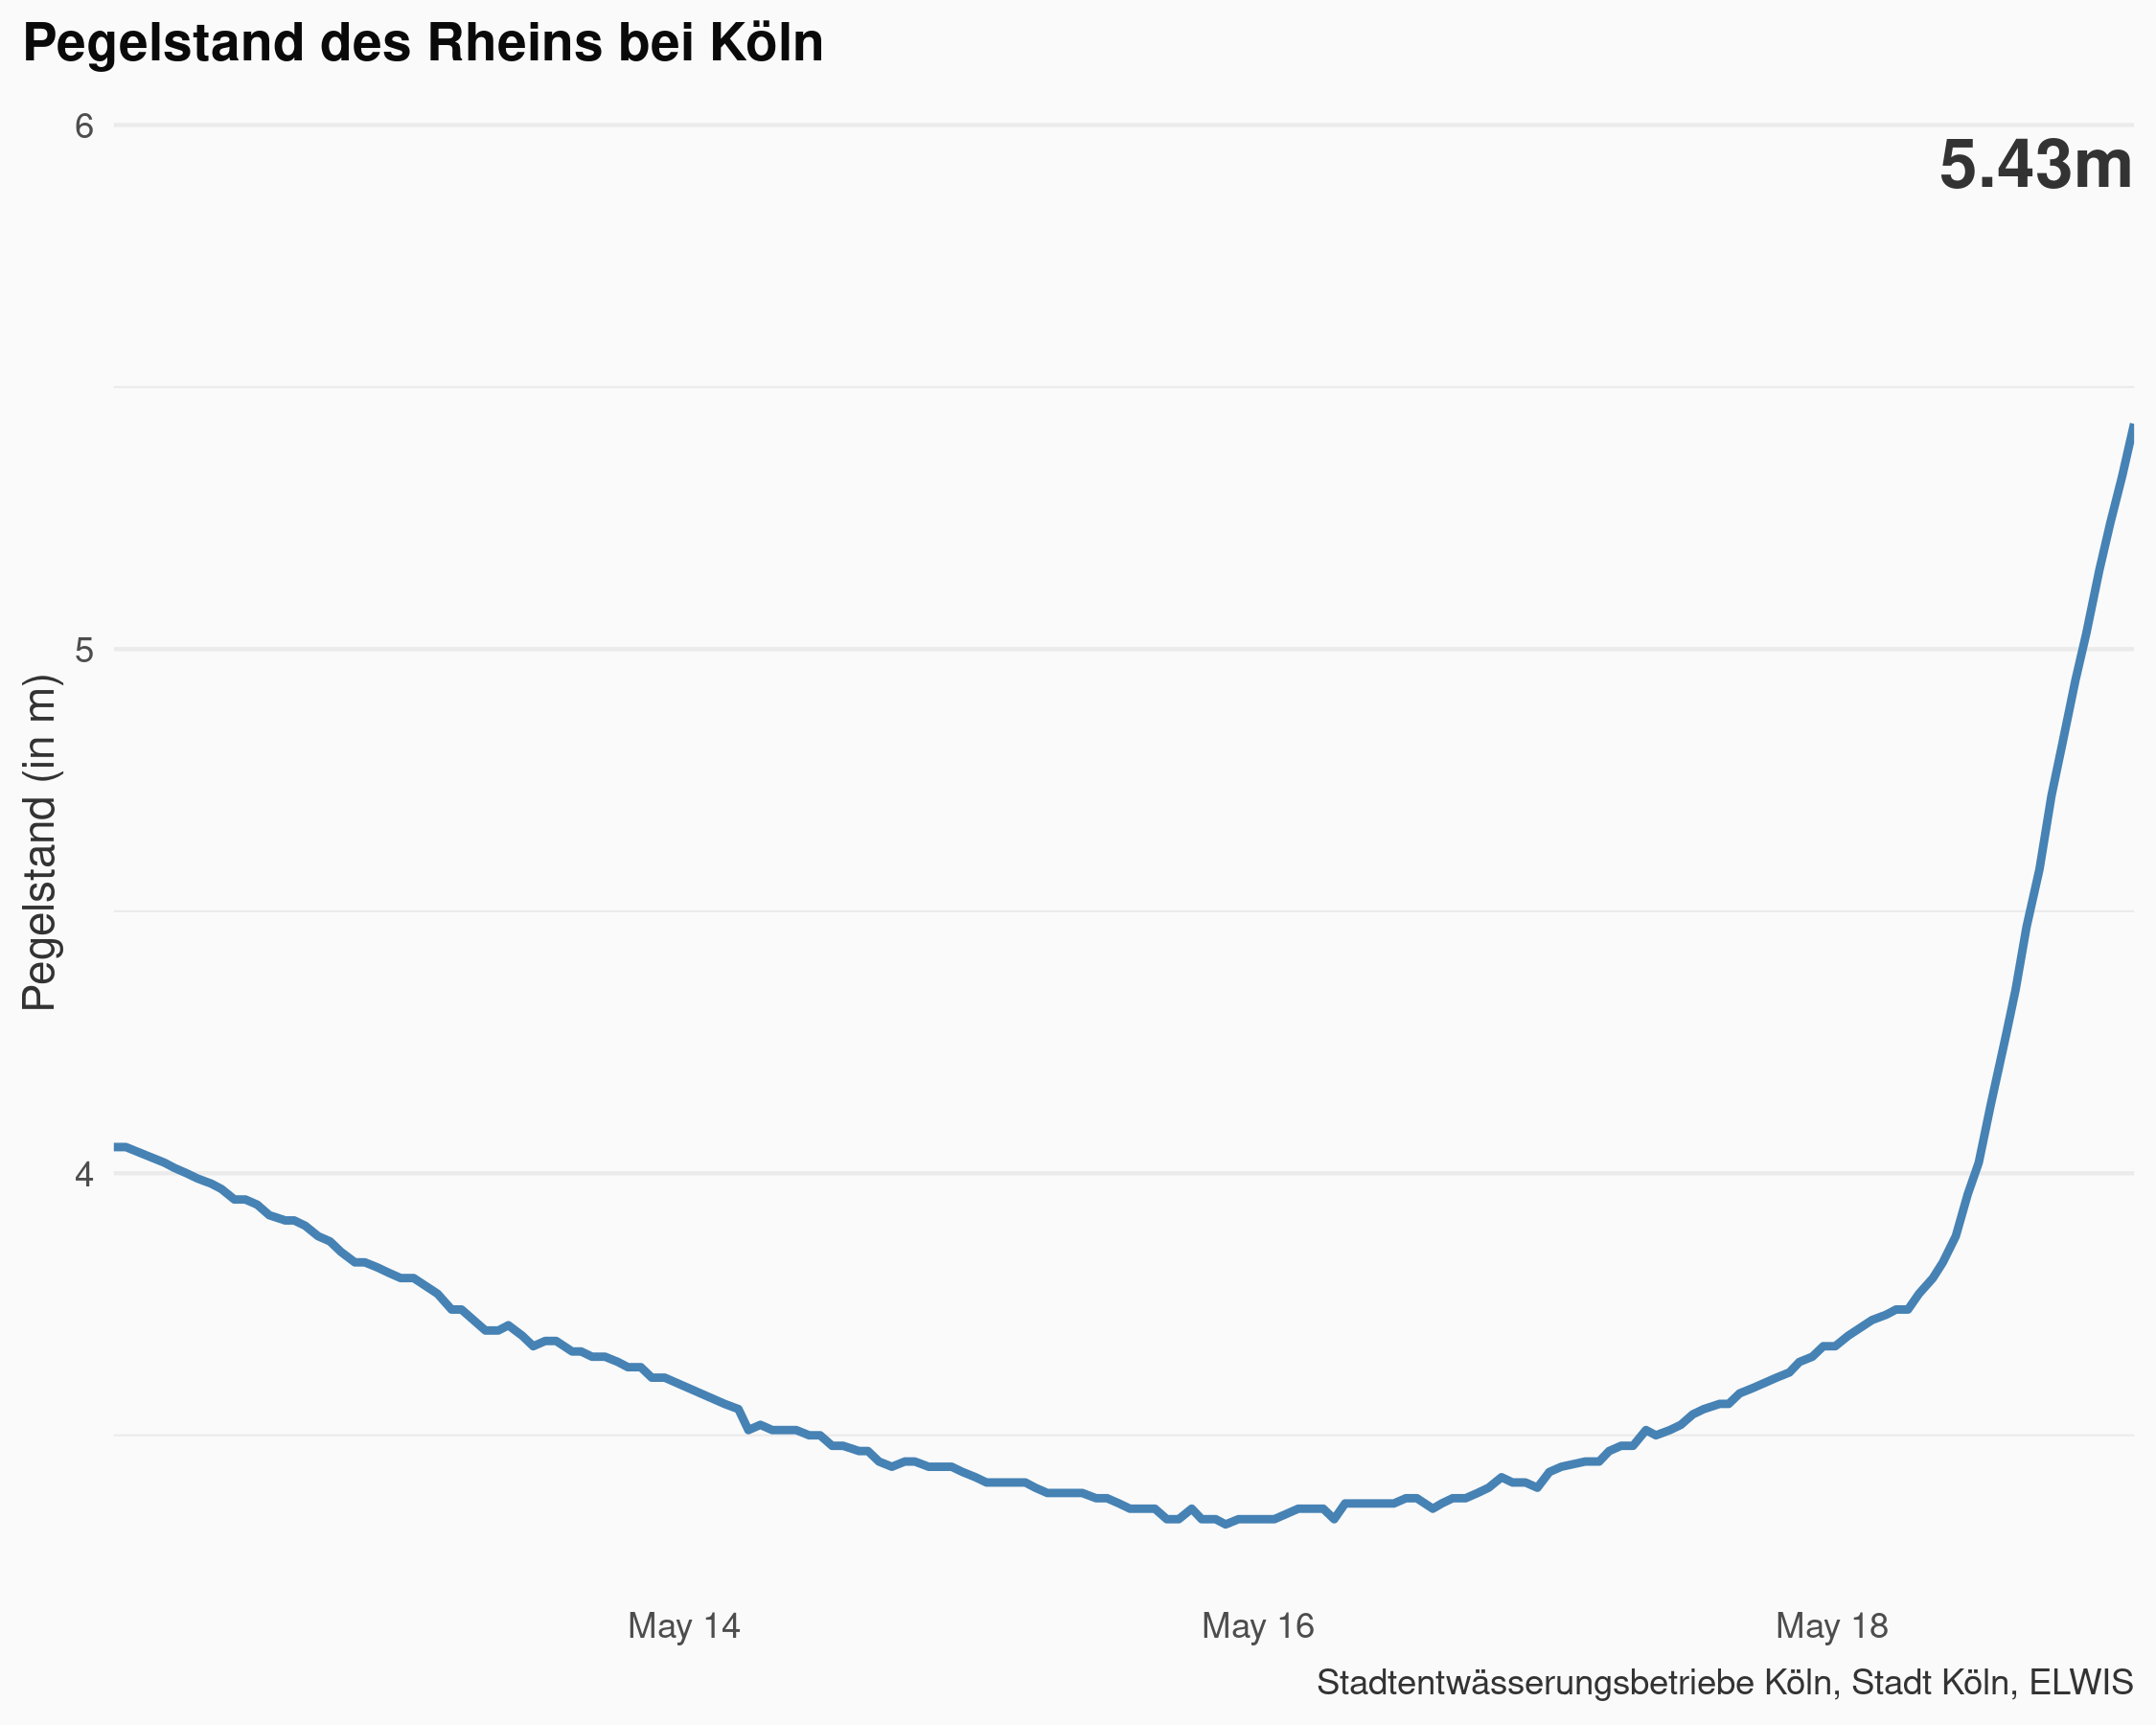 Pegelstand des Rheins bei Köln
6
5.43m
5
Pegelstand (in m)
4
May 14
May 16
May 18
Stadtentwässerungsbetriebe Köln, Stadt Köln, ELWIS